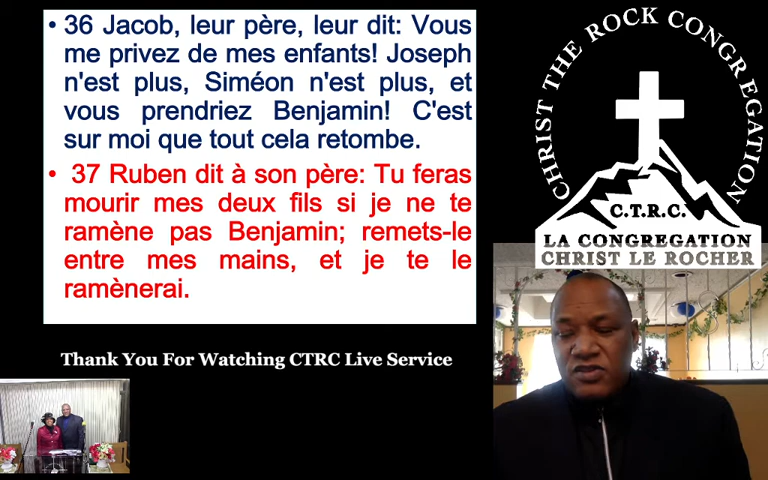 • 36 Jacob, leur père, leur dit: Vous
me privez de mes enfants! Joseph
n'est plus, Siméon n'est plus, et
vous prendriez Benjamin! C'est
sur moi que tout cela retombe.
• 37 Ruben dit à son père: Tu feras
mourir mes deux fils si je ne te
ramène pas Benjamin; remets-le
entre mes mains, et je te le
ramènerai.
Thank You For Watching CTRC Live Service
CHRIST THE ROCK CONGREGATION
C.T.R.C.
LA CONGREGATION
CHRIST LE ROCHER